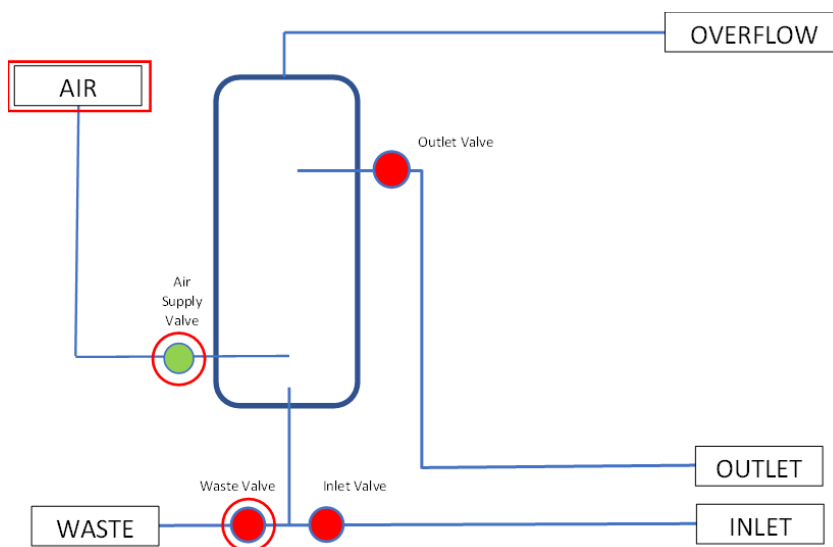 OVERFLOW
AIR
Outlet Valve
Air
Supply
Valve
OUTLET
Waste Valve
Inlet Valve
WASTE
INLET